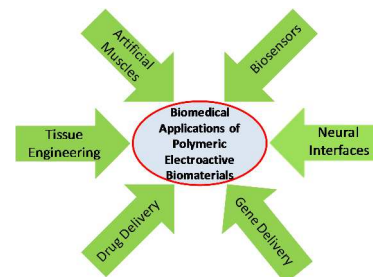 Artificial
Muscles
Biosensors
Tissue
Engineering
Biomedical
Applications of
Polymeric
Electroactive
Biomaterials
Neural
Interfaces
Drug Delivery
Gene Delivery